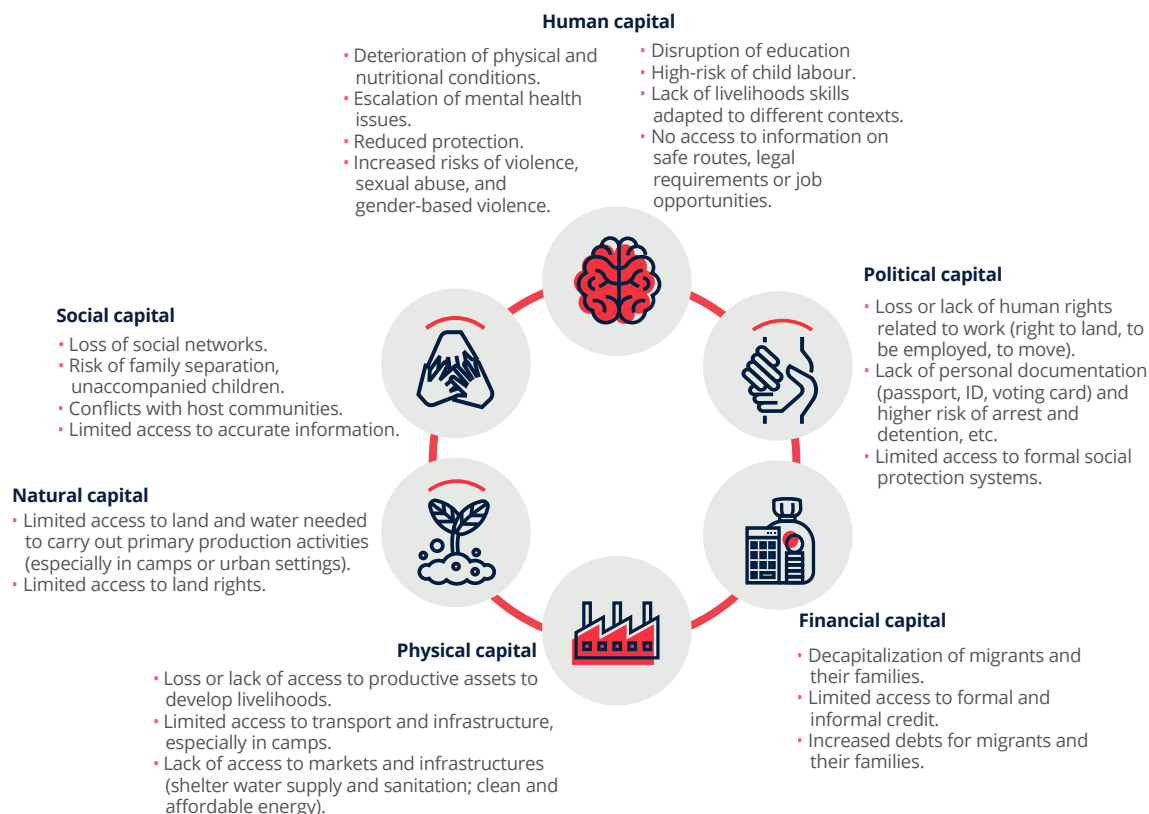 Human capital
• Deterioration of physical and
nutritional conditions.
• Escalation of mental health
issues.
• Reduced protection.
• Increased risks of violence,
sexual abuse, and
gender-based violence.
• Disruption of education
• High-risk of child labour.
• Lack of livelihoods skills
adapted to different contexts.
• No access to information on
safe routes, legal
requirements or job
opportunities.
Political capital
• Loss or lack of human rights
related to work (right to land, to
be employed, to move).
• Lack of personal documentation
(passport, ID, voting card) and
higher risk of arrest and
detention, etc.
• Limited access to formal social
protection systems.
Social capital
• Loss of social networks.
• Risk of family separation,
unaccompanied children.
• Conflicts with host communities.
• Limited access to accurate information.
Natural capital
• Limited access to land and water needed
to carry out primary production activities
(especially in camps or urban settings).
• Limited access to land rights.
Financial capital
• Decapitalization of migrants and
their families.
• Limited access to formal and
informal credit.
• Increased debts for migrants and
their families.
Physical capital
• Loss or lack of access to productive assets to
develop livelihoods.
• Limited access to transport and infrastructure,
especially in camps.
• Lack of access to markets and infrastructures
(shelter water supply and sanitation; clean and
affordable energy).